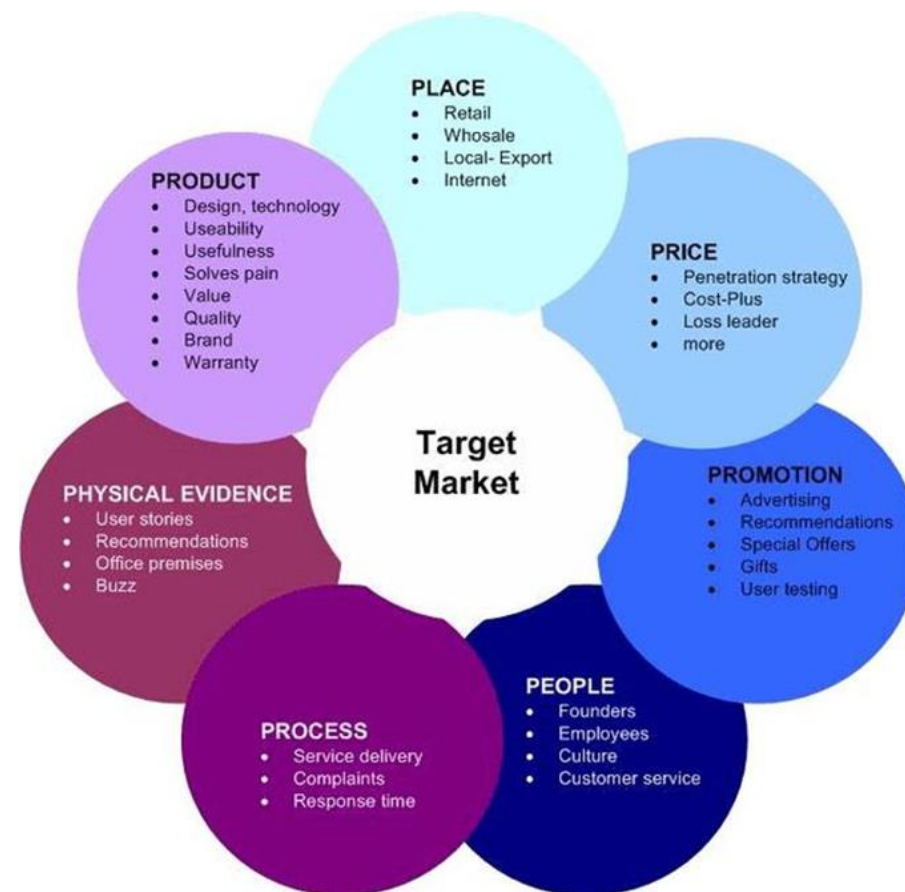 PLACE
• Retail
• Whosale
• Local- Export
• Internet
PRICE
• Penetration strategy
• Cost-Plus
• Loss leader
• more
PROMOTION
• Advertising
• Recommendations
• Special Offers
• Gifts
• User testing
PEOPLE
• Founders
• Employees
• Culture
• Customer service
PROCESS
• Service delivery
• Complaints
• Response time
PHYSICAL EVIDENCE
• User stories
• Recommendations
• Office premises
• Buzz
PRODUCT
• Design, technology
• Useability
• Usefulness
• Solves pain
• Value
• Quality
• Brand
• Warranty
Target
Market